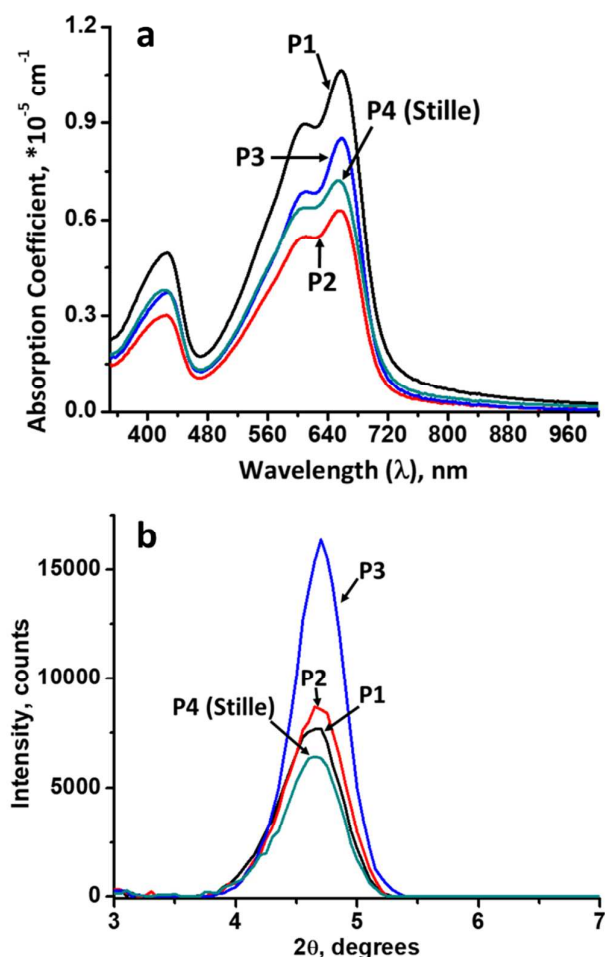 a
1.2
0.9
0.6
0.3
0.0
Absorption Coefficient, *10⁻⁵ cm⁻¹
P1
P4 (Stille)
P3
P2
400 480 560 640 720 800 880 960
Wavelength (λ), nm
b
15000
10000
5000
0
Intensity, counts
P3
P2
P1
P4 (Stille)
3 4 5 6 7
2θ, degrees